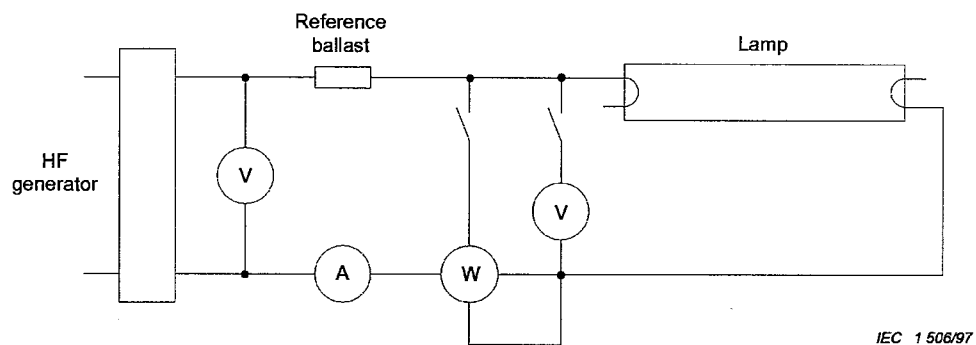 Reference
ballast
Lamp
HF
generator
V
V
A
W
IEC 1 506/97